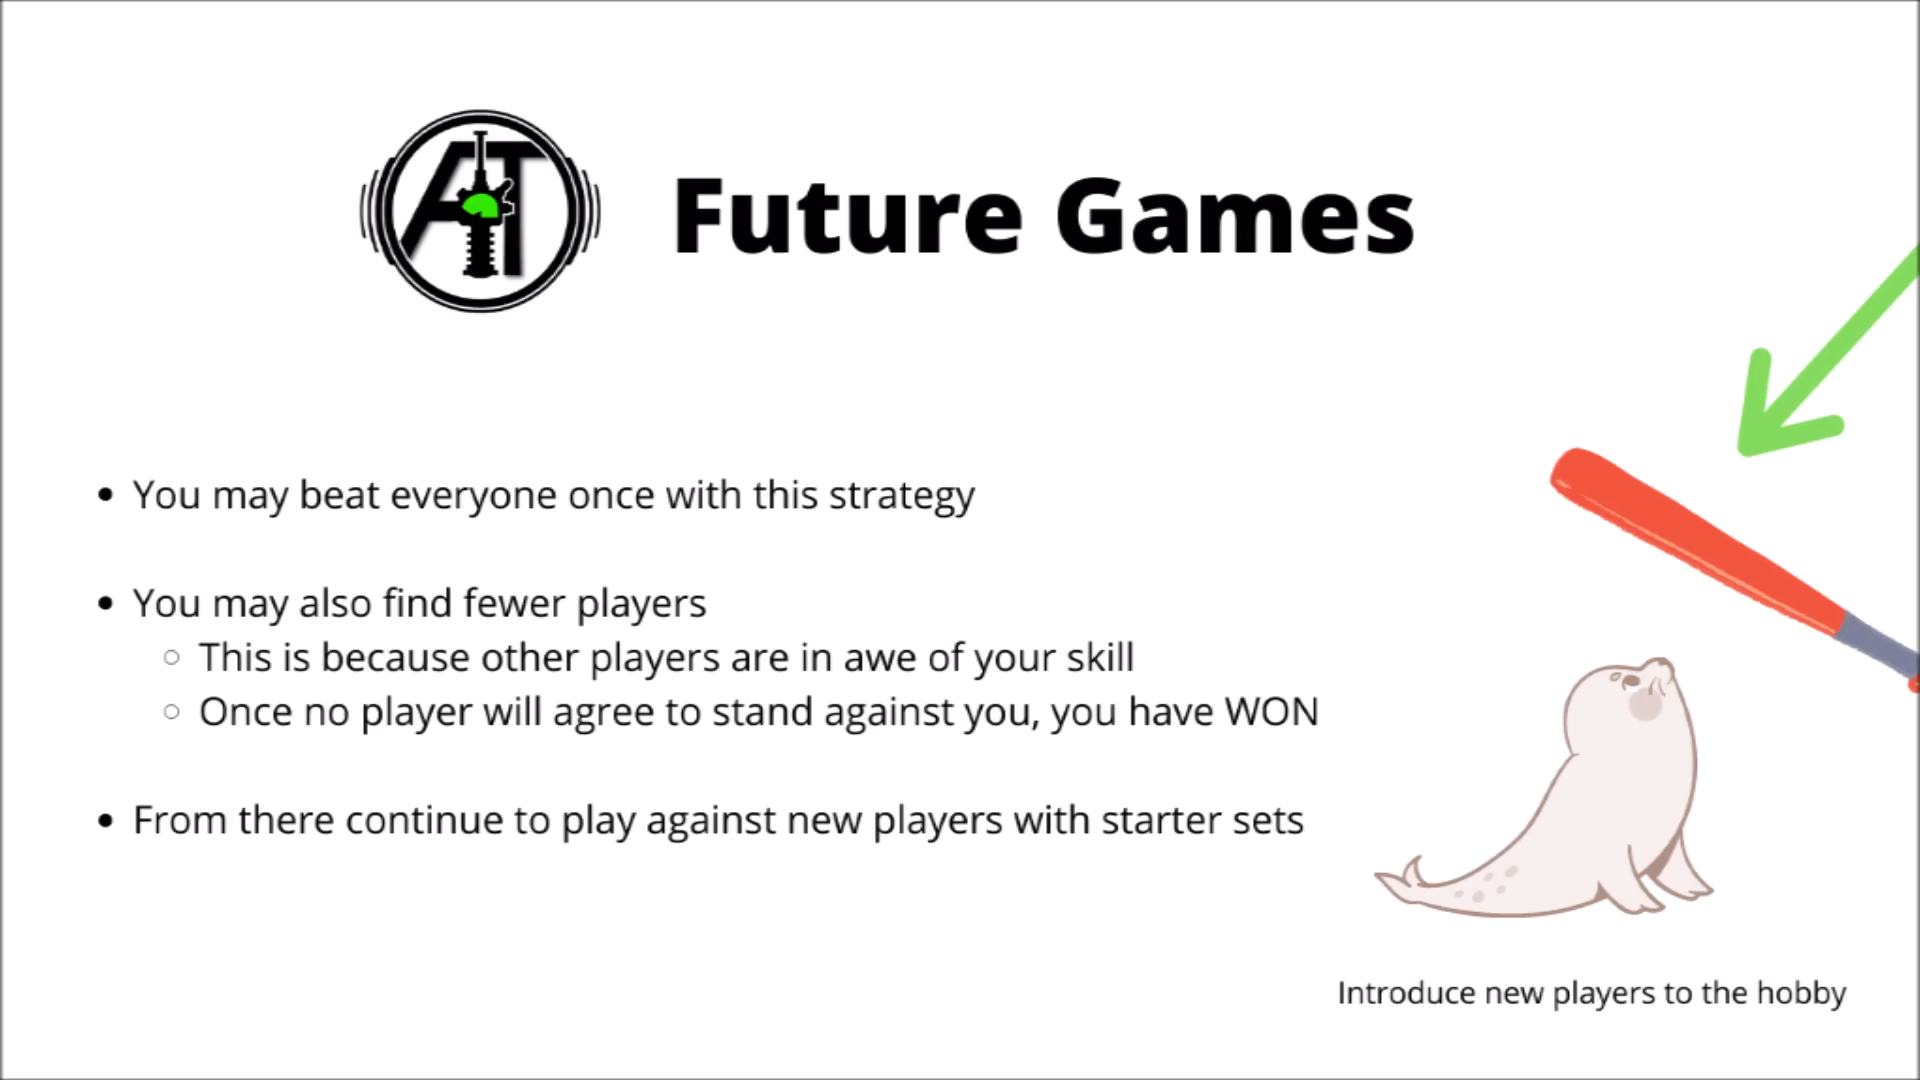 AT
Future Games
You may beat everyone once with this strategy
You may also find fewer players
This is because other players are in awe of your skill
Once no player will agree to stand against you, you have WON
From there continue to play against new players with starter sets
Introduce new players to the hobby